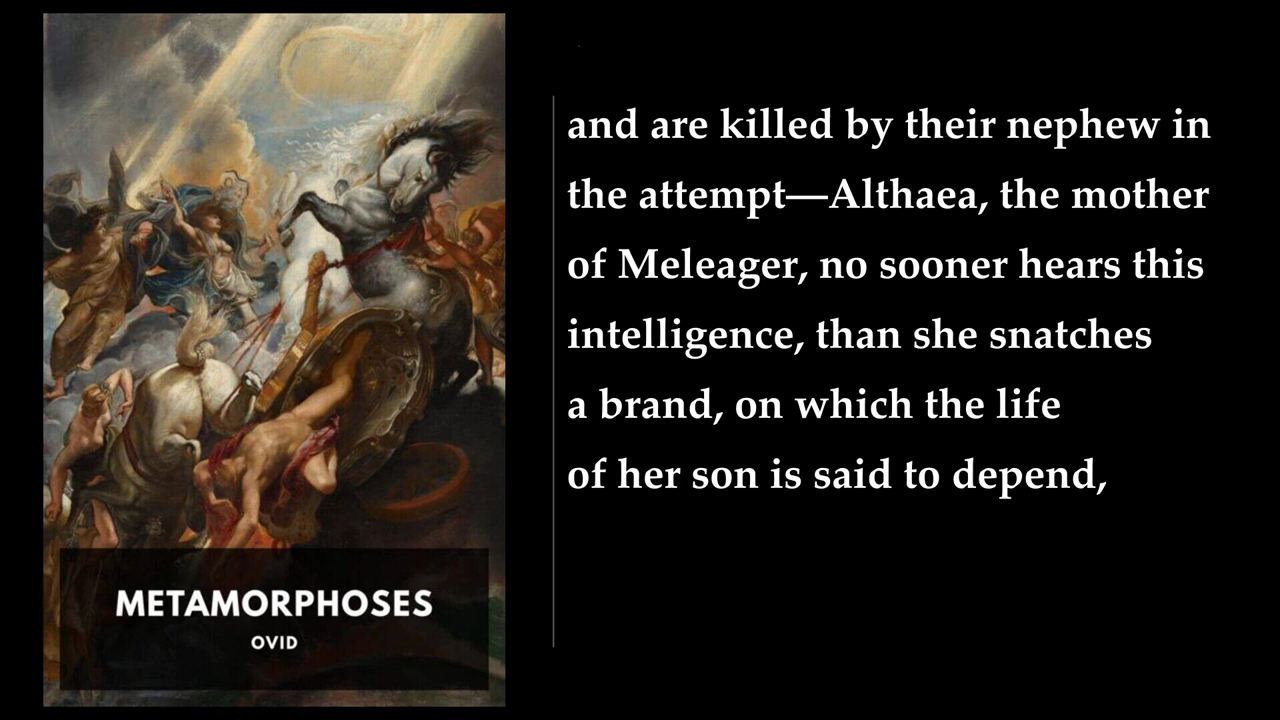 METAMORPHOSES
OVID
and are killed by their nephew in
the attempt—Althaea, the mother
of Meleager, no sooner hears this
intelligence, than she snatches
a brand, on which the life
of her son is said to depend,